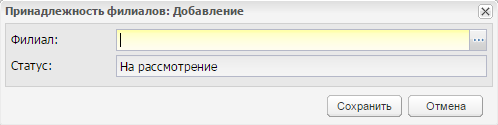 Принадлежность филиалов: Добавление
Филиал:
Статус: На рассмотрение
Сохранить Отмена